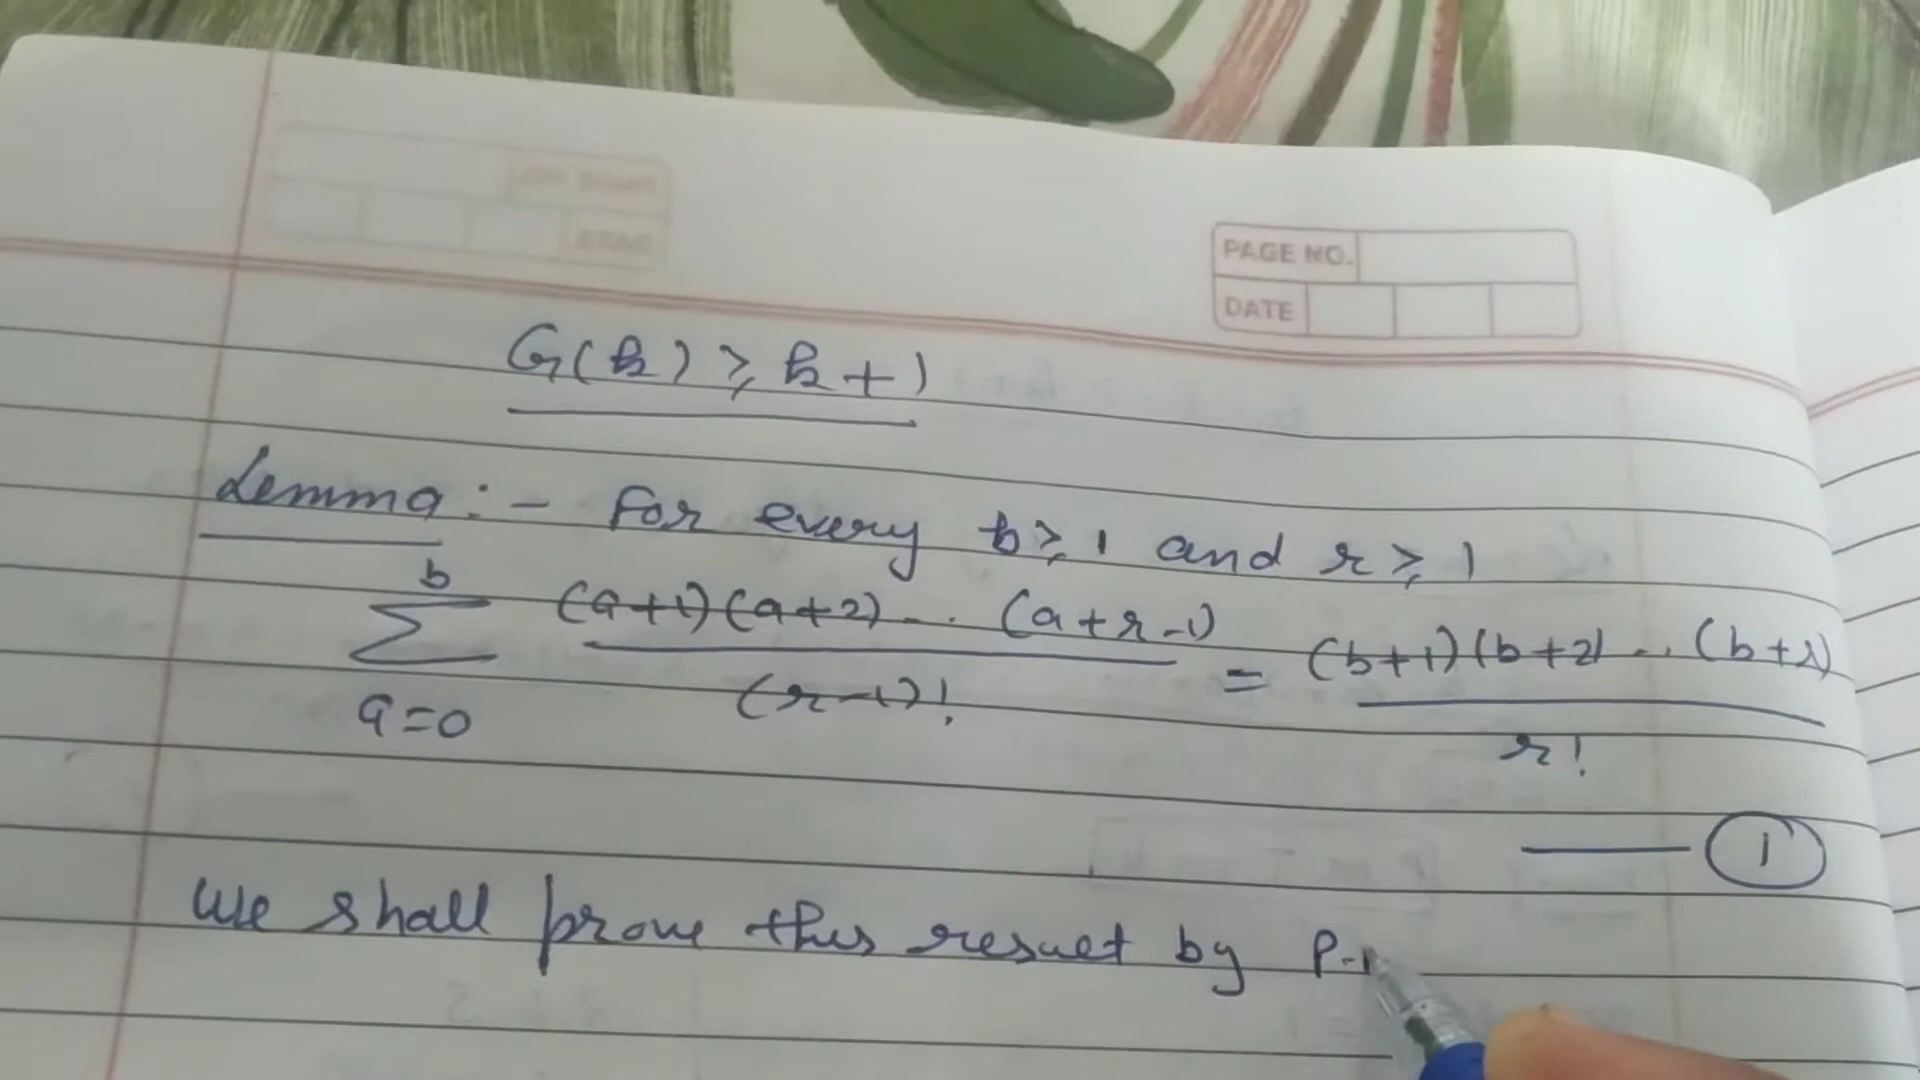 PAGE NO.
DATE
G(k) ≥ k + 1
Lemma :- For every b ≥ 1 and r ≥ 1
b
∑ (a+1)(a+2) - . (a+r-1) = (b+1)(b+2) .. (b+r)
a=0 (r-1)! r!
—— 1
We shall prove this result by P.